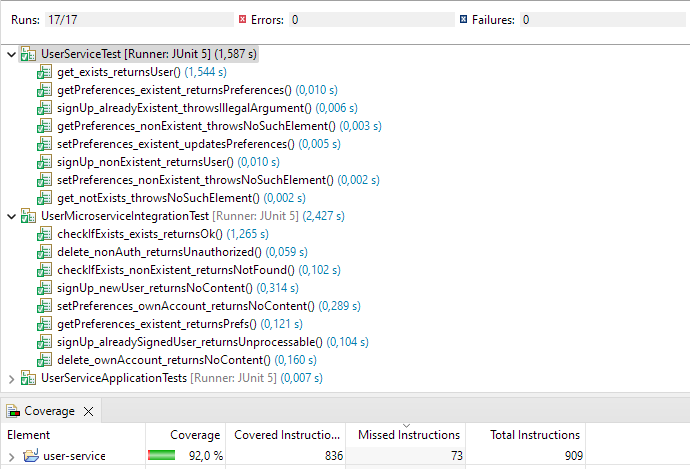 Runs: 17/17 Errors: 0 Failures: 0
UserServiceTest [Runner: JUnit 5] (1,587 s)
get_exists_returnsUser() (1,544 s)
getPreferences_existent_returnsPreferences() (0,010 s)
signUp_alreadyExistent_throwsIllegalArgument() (0,006 s)
getPreferences_nonExistent_throwsNoSuchElement() (0,003 s)
setPreferences_existent_updatesPreferences() (0,005 s)
signUp_nonExistent_returnsUser() (0,010 s)
setPreferences_nonExistent_throwsNoSuchElement() (0,002 s)
get_notExists_throwsNoSuchElement() (0,002 s)
UserMicroserviceIntegrationTest [Runner: JUnit 5] (2,427 s)
checkIfExists_exists_returnsOk() (1,265 s)
delete_nonAuth_returnsUnauthorized() (0,059 s)
checkIfExists_nonExistent_returnsNotFound() (0,102 s)
signUp_newUser_returnsNoContent() (0,314 s)
setPreferences_ownAccount_returnsNoContent() (0,289 s)
getPreferences_existent_returnsPrefs() (0,121 s)
signUp_alreadySignedUser_returnsUnprocessable() (0,104 s)
delete_ownAccount_returnsNoContent() (0,160 s)
UserServiceApplicationTests [Runner: JUnit 5] (0,007 s)
Coverage
Element Coverage Covered Instructio... Missed Instructions Total Instructions
user-service 92,0 % 836 73 909